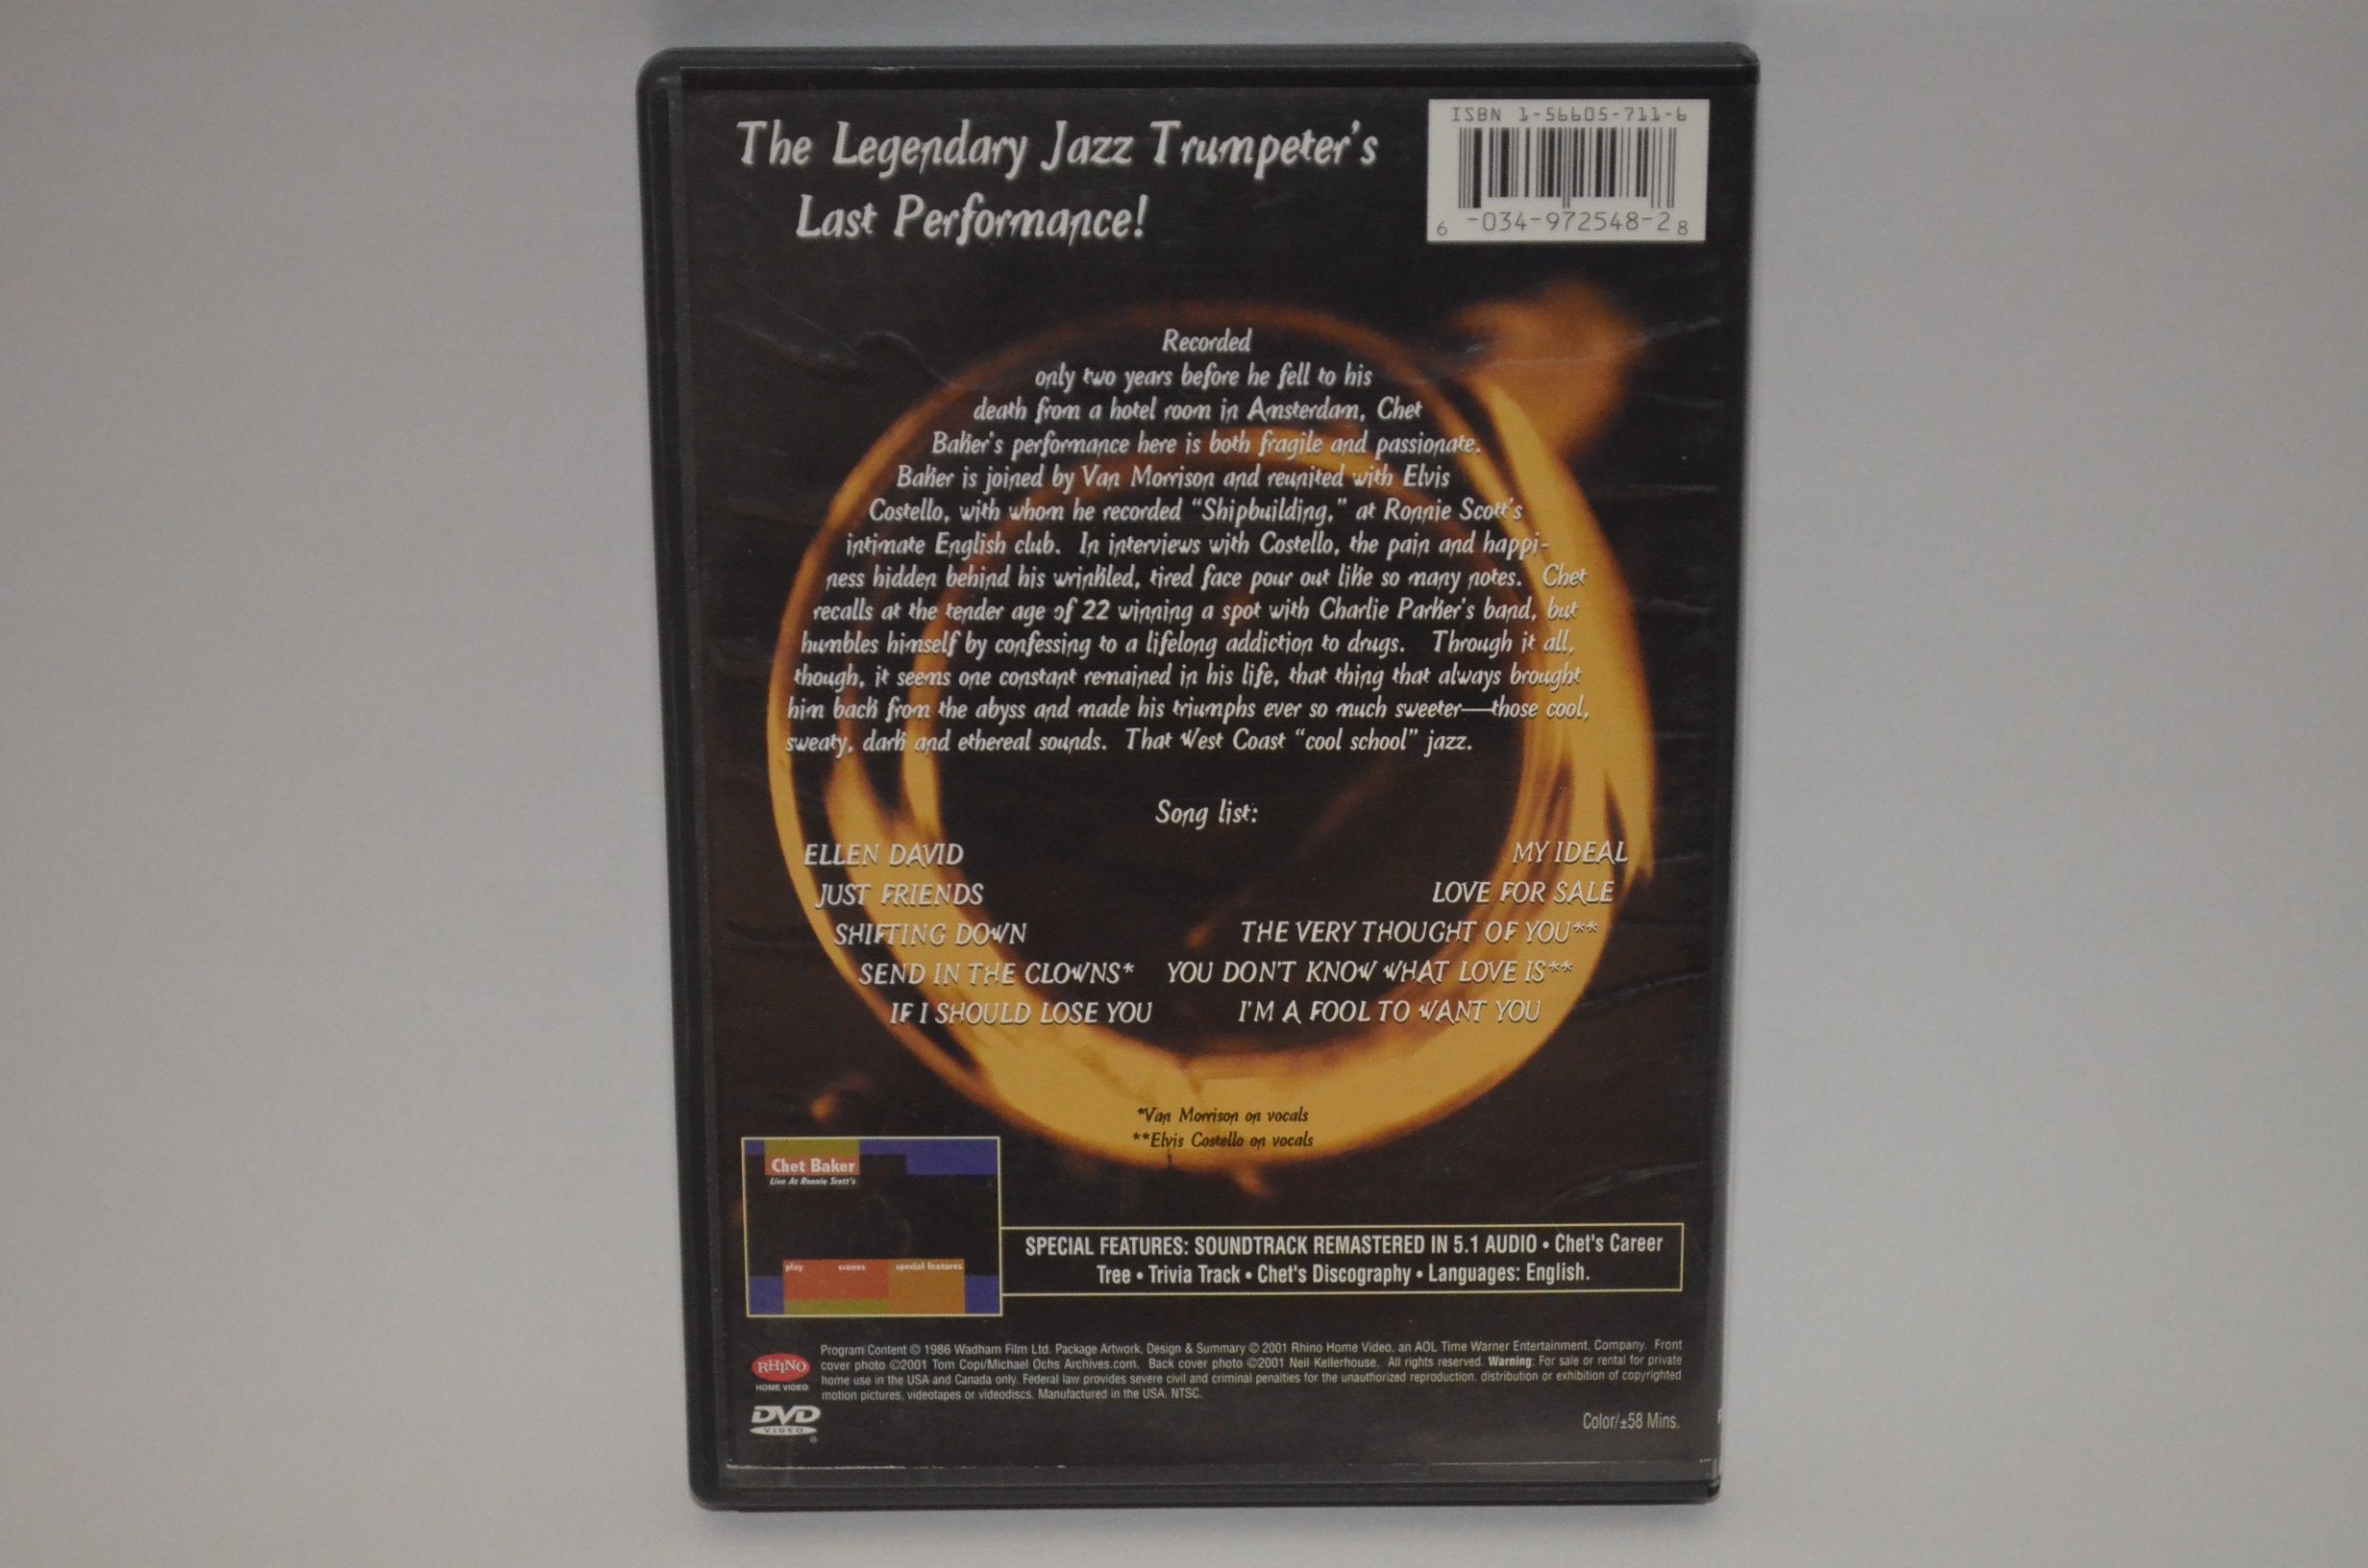 The Legendary Jazz Trumpeter's
Last Performance!
ISBN 1-56605-711-6
6 -034-972548-2 8
Recorded
only two years before he fell to his
death from a hotel room in Amsterdam, Chet
Baker's performance here is both fragile and passionate.
Baker is joined by Van Morrison and reunited with Elvis
Costello, with whom he recorded "Shipbuilding," at Ronnie Scott's
intimate English club. In interviews with Costello, the pain and happi-
ness hidden behind his wrinkled, tired face pour out like so many notes. Chet
recalls at the tender age of 22 winning a spot with Charlie Parker's band, but
humbles himself by confessing to a lifelong addiction to drugs. Through it all,
though, it seems one constant remained in his life, that thing that always brought
him back from the abyss and made his triumphs ever so much sweeter—those cool,
sweaty, dark and ethereal sounds. That West Coast "cool school" jazz.
Song list:
ELLEN DAVID
JUST FRIENDS
SHIFTING DOWN
SEND IN THE CLOWNS*
IF I SHOULD LOSE YOU
MY IDEAL
LOVE FOR SALE
THE VERY THOUGHT OF YOU**
YOU DON'T KNOW WHAT LOVE IS**
I'M A FOOL TO WANT YOU
*Van Morrison on vocals
**Elvis Costello on vocals
Chet Baker
Live At Ronnie Scott's
play scenes special features
SPECIAL FEATURES: SOUNDTRACK REMASTERED IN 5.1 AUDIO • Chet's Career
Tree • Trivia Track • Chet's Discography • Languages: English.
RHINO
HOME VIDEO
Program Content © 1986 Wadham Film Ltd. Package Artwork, Design & Summary © 2001 Rhino Home Video, an AOL Time Warner Entertainment. Company. Front
cover photo ©2001 Tom Copi/Michael Ochs Archives.com. Back cover photo ©2001 Neil Kellerhouse. All rights reserved. Warning: For sale or rental for private
home use in the USA and Canada only. Federal law provides severe civil and criminal penalties for the unauthorized reproduction, distribution or exhibition of copyrighted
motion pictures, videotapes or videodiscs. Manufactured in the USA. NTSC.
DVD
VIDEO
Color/±58 Mins.